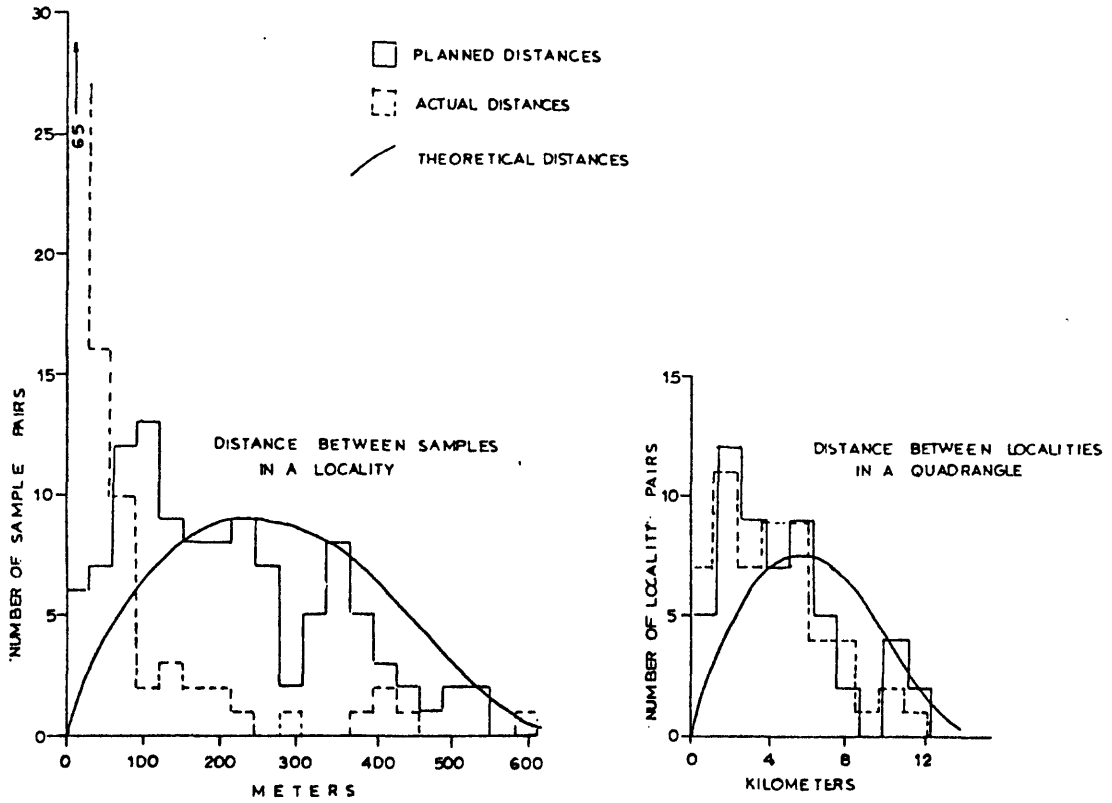 30
65
25
20
15
10
5
0
NUMBER OF SAMPLE PAIRS
PLANNED DISTANCES
ACTUAL DISTANCES
THEORETICAL DISTANCES
DISTANCE BETWEEN SAMPLES
IN A LOCALITY
0 100 200 300 400 500 600
METERS
15
10
5
0
NUMBER OF LOCALITY PAIRS
DISTANCE BETWEEN LOCALITIES
IN A QUADRANGLE
0 4 8 12
KILOMETERS